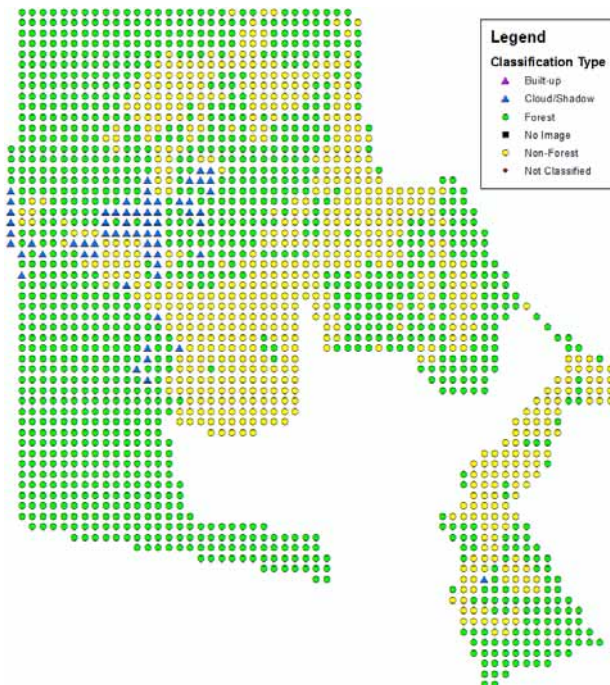 Legend
Classification Type
Built-up
Cloud/Shadow
Forest
No Image
Non-Forest
Not Classified